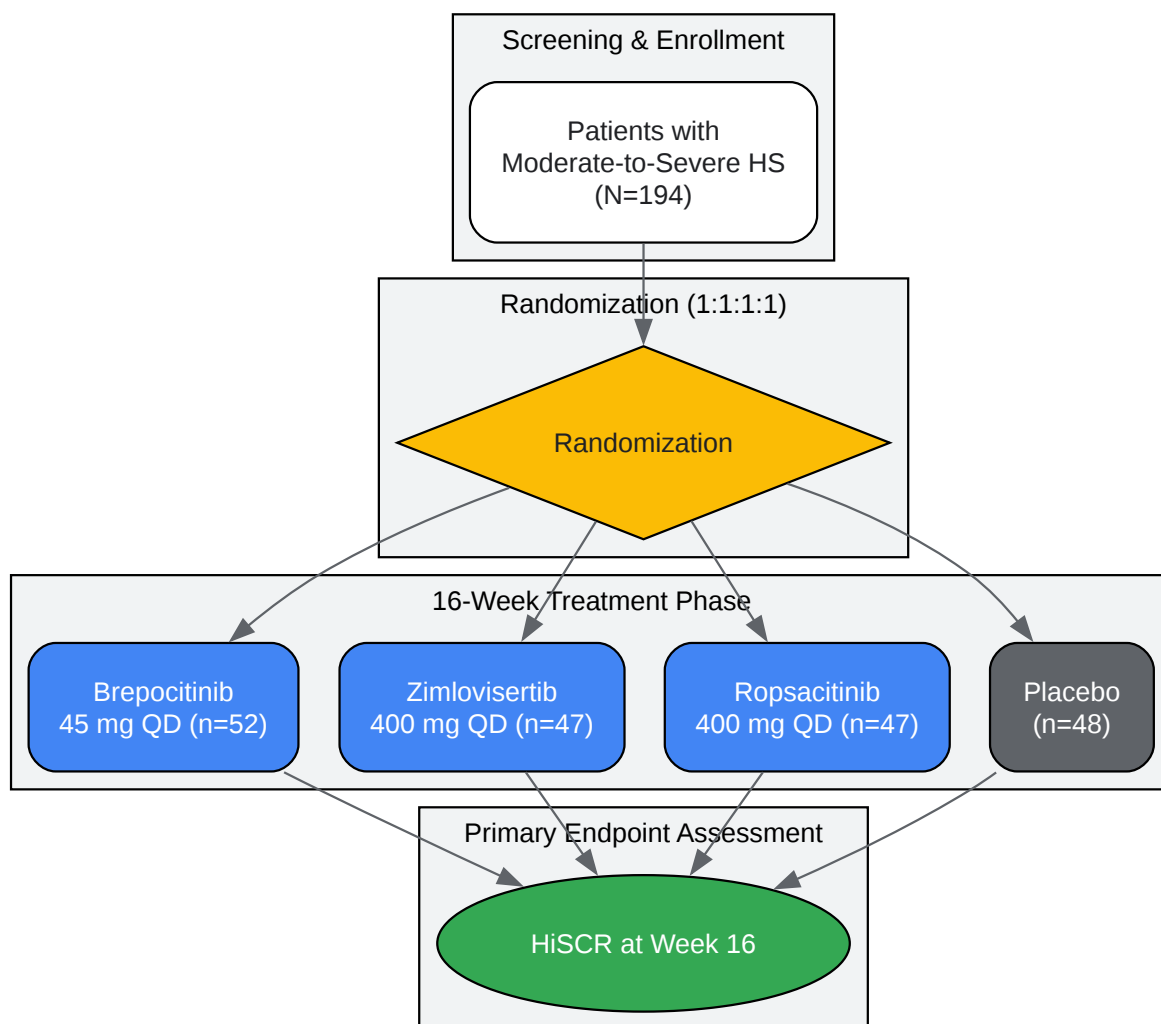 Screening & Enrollment
Patients with
Moderate-to-Severe HS
(N=194)
Randomization (1:1:1:1)
Randomization
16-Week Treatment Phase
Brepocitinib
45 mg QD (n=52)
Zimlovisertib
400 mg QD (n=47)
Ropsacitinib
400 mg QD (n=47)
Placebo
(n=48)
Primary Endpoint Assessment
HiSCR at Week 16